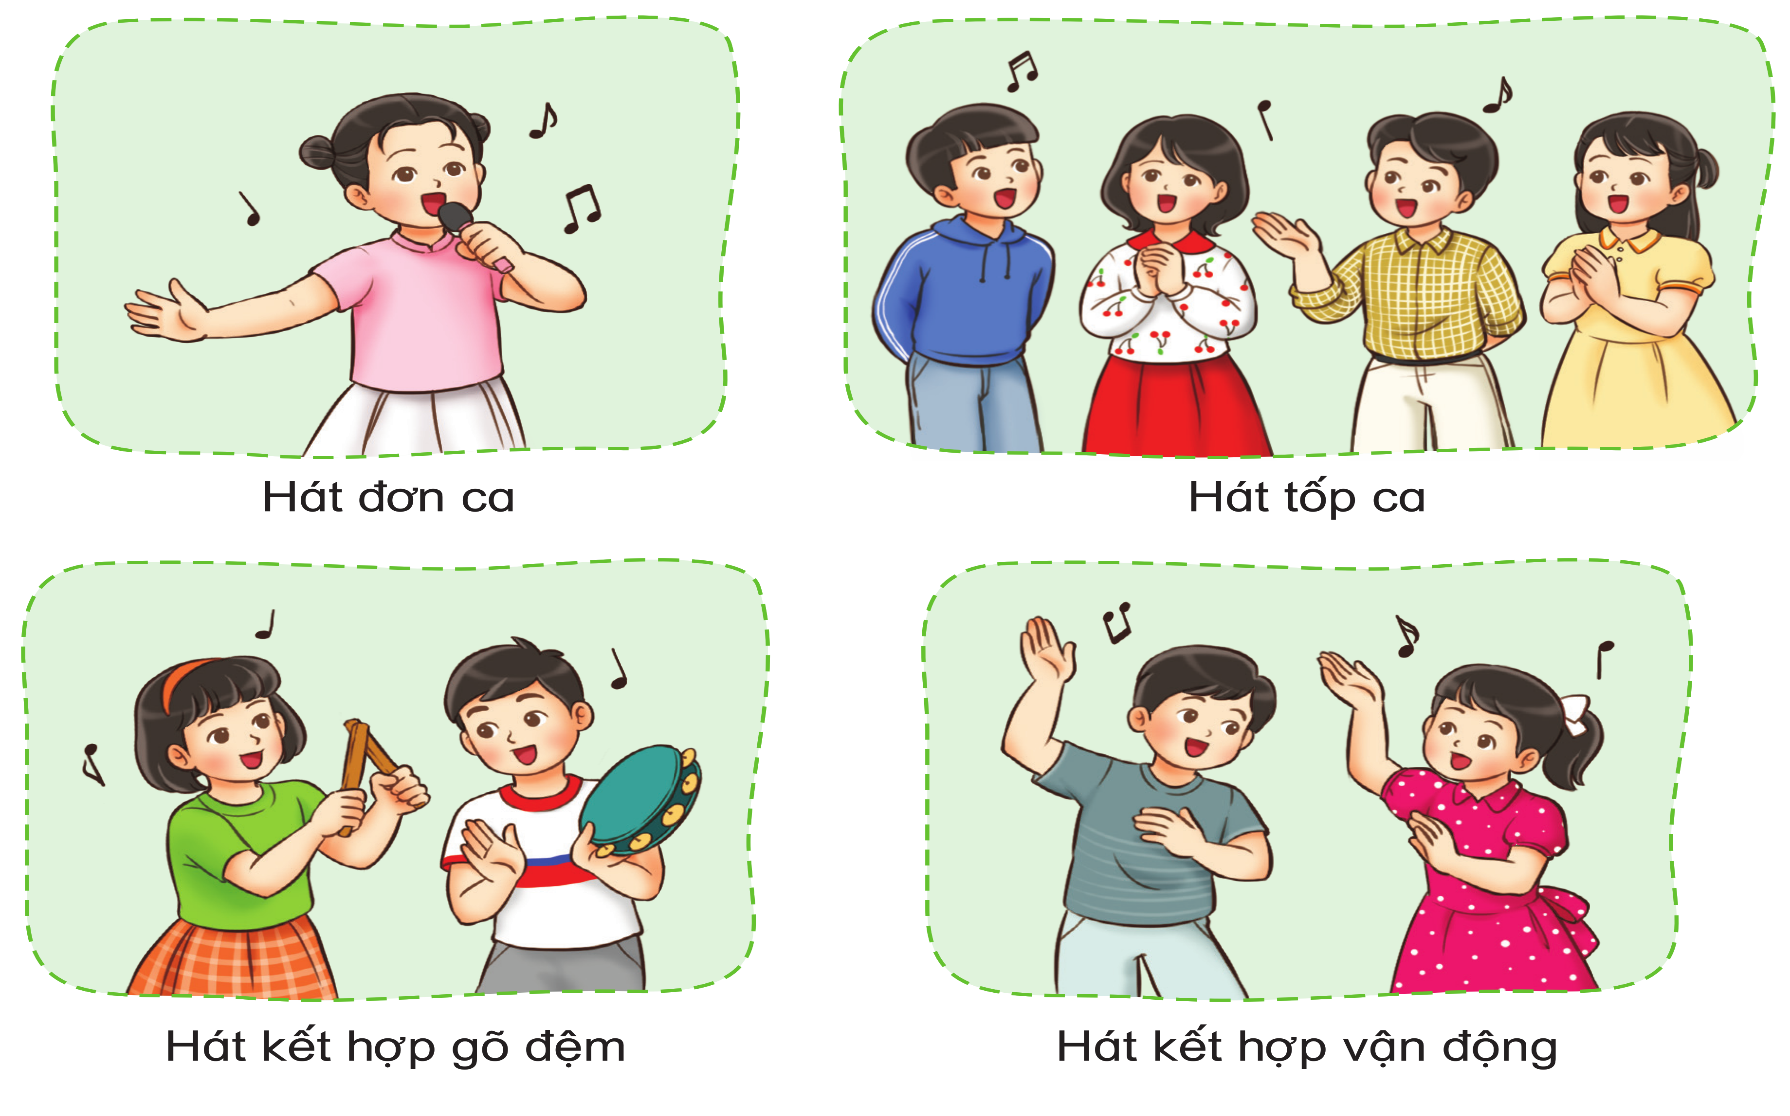 Hát đơn ca
Hát tốp ca
Hát kết hợp gõ đệm
Hát kết hợp vận động